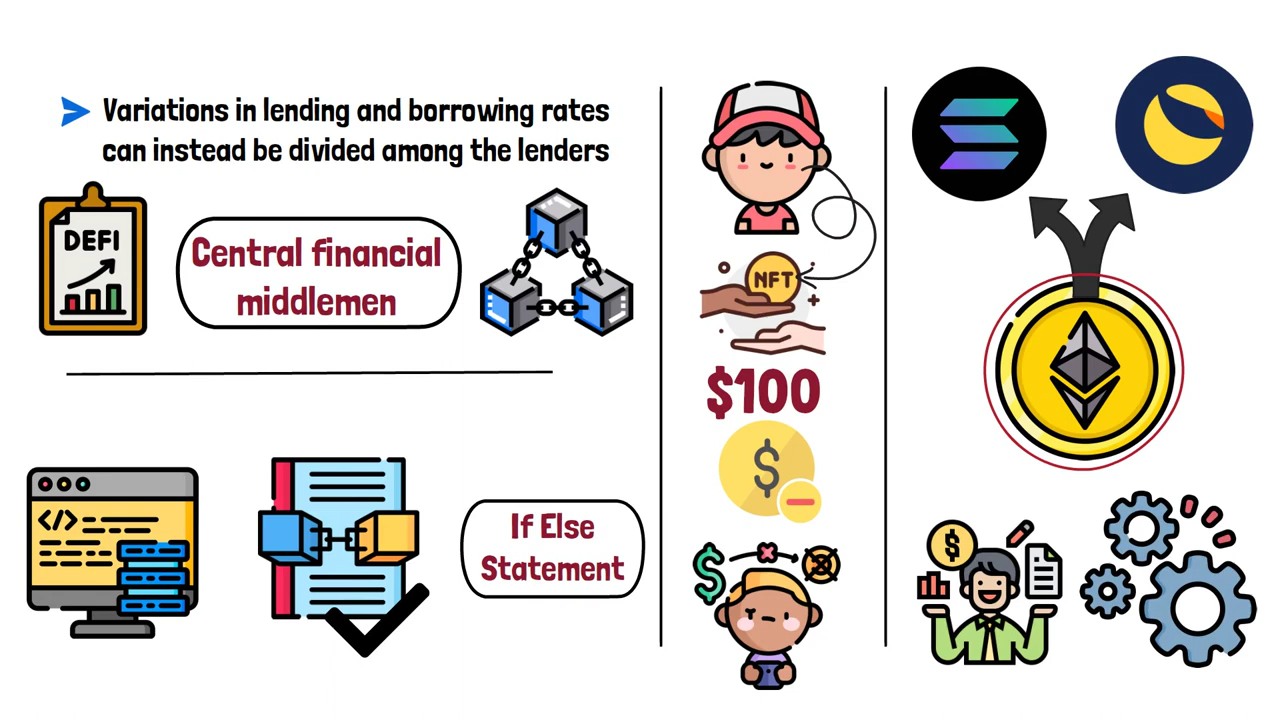 Variations in lending and borrowing rates
can instead be divided among the lenders
DEFI
Central financial
middlemen
</>
If Else
Statement
NFT
$100
$
$
$